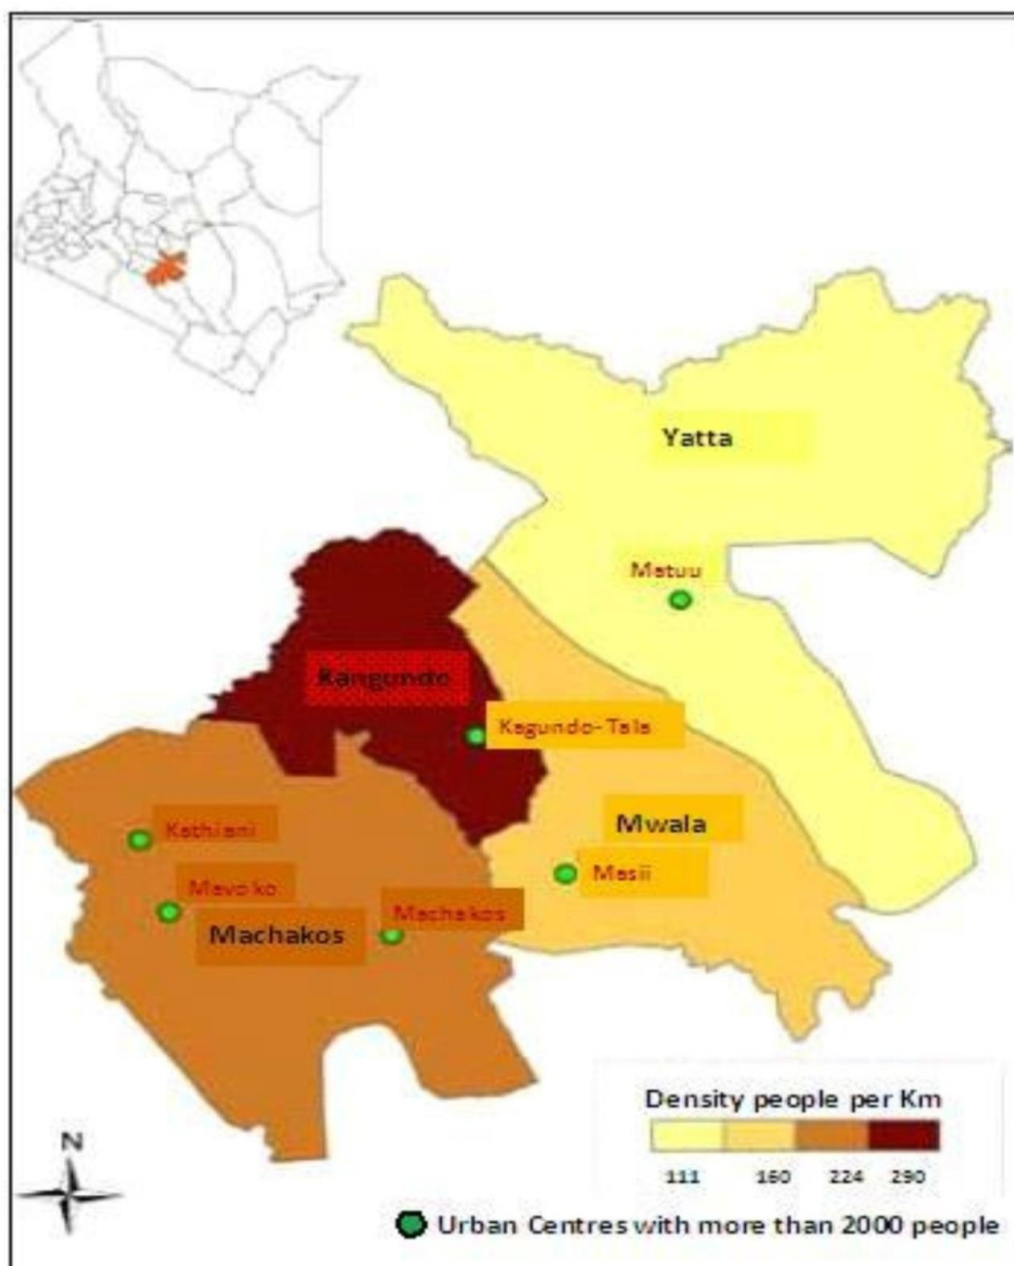 Yatta
Matuu
Kangundo
Kagundo-Tala
Mwala
Kathiani
Masii
Mavoko
Machakos
Machakos
Density people per Km
111 160 224 290
N
Urban Centres with more than 2000 people